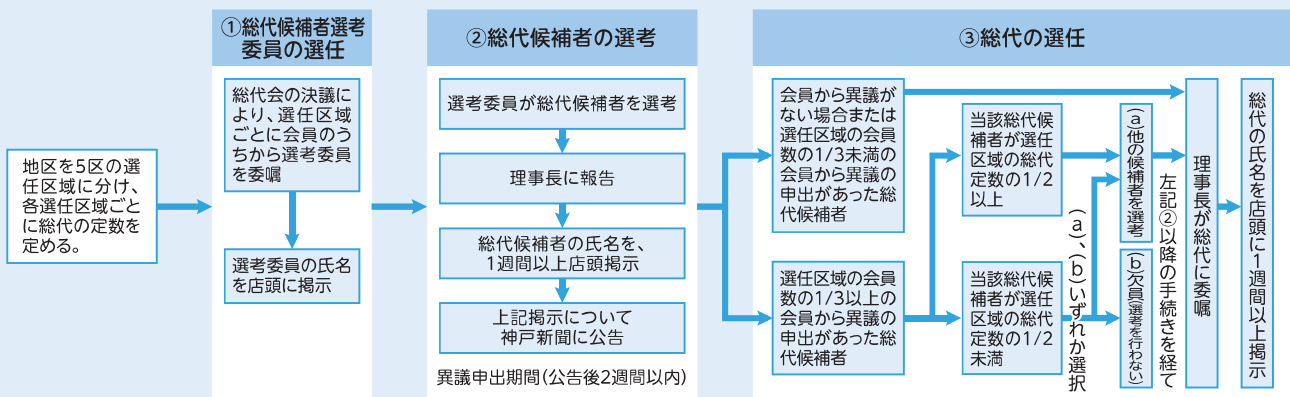 地区を5区の選
任区域に分け、
各選任区域ごと
に総代の定数を
定める。
①総代候補者選考
委員の選任
総代会の決議に
より、選任区域
ごとに会員のう
ちから選考委員
を委嘱
選考委員の氏名
を店頭に掲示
②総代候補者の選考
選考委員が総代候補者を選考
理事長に報告
総代候補者の氏名を、
1週間以上店頭掲示
上記掲示について
神戸新聞に公告
異議申出期間(公告後2週間以内)
③総代の選任
会員から異議が
ない場合または
選任区域の会員
数の1/3未満の
会員から異議の
申出があった総
代候補者
選任区域の会員
数の1/3以上の
会員から異議の
申出があった総
代候補者
当該総代候
補者が選任
区域の総代
定数の1/2
以上
当該総代候
補者が選任
区域の総代
定数の1/2
未満
(a)、(b)いずれか選択
(a)他の候補者を選考
(b)欠員(選考を行わない)
左記②以降の手続きを経て
理事長が総代に委嘱
総代の氏名を店頭に1週間以上掲示